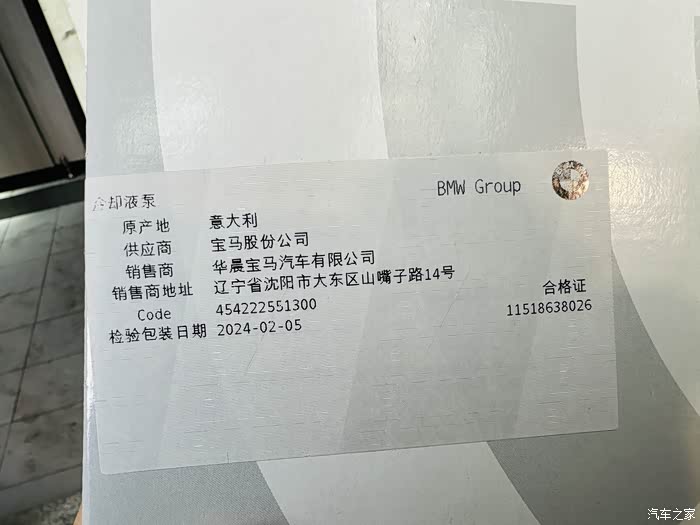 BMW Group
冷却液泵
原产地 意大利
供应商 宝马股份公司
销售商 华晨宝马汽车有限公司
销售商地址 辽宁省沈阳市大东区山嘴子路14号
Code 454222551300
检验包装日期 2024-02-05
合格证
11518638026
汽车之家